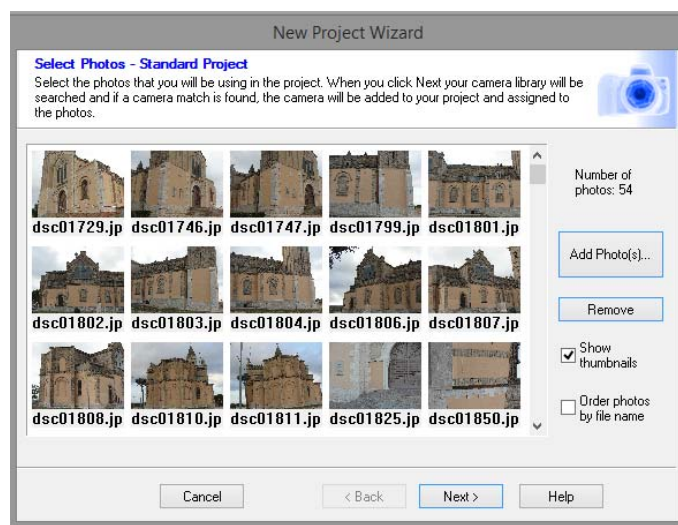 New Project Wizard
Select Photos - Standard Project
Select the photos that you will be using in the project. When you click Next your camera library will be
searched and if a camera match is found, the camera will be added to your project and assigned to
the photos.
Number of
photos: 54
dsc01729.jp dsc01746.jp dsc01747.jp dsc01799.jp dsc01801.jp
Add Photo(s)...
Remove
dsc01802.jp dsc01803.jp dsc01804.jp dsc01806.jp dsc01807.jp
Show
thumbnails
Order photos
by file name
dsc01808.jp dsc01810.jp dsc01811.jp dsc01825.jp dsc01850.jp
Cancel < Back Next > Help